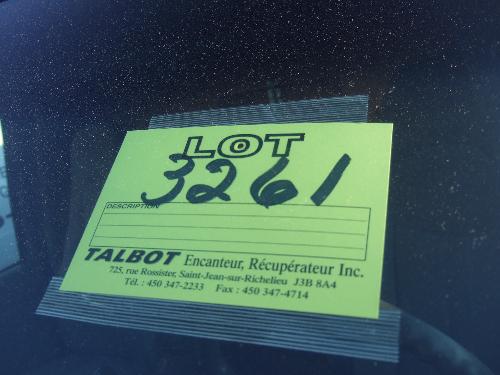 LOT
3261
DESCRIPTION
TALBOT Encanteur, Récupérateur Inc.
725, rue Rossister, Saint-Jean-sur-Richelieu J3B 8A4
Tél. : 450 347-2233 Fax : 450 347-4714